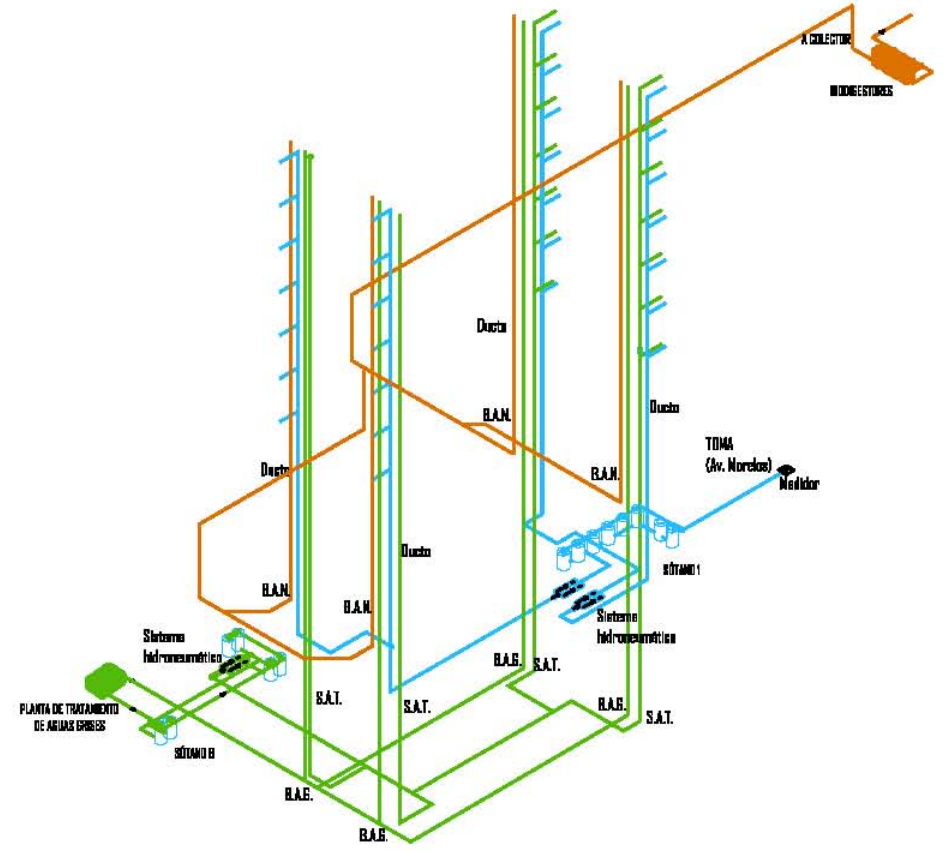 A COLECTOR
BIODIGESTORES
Ducto
B.A.N.
Ducto
TOMA
(Av. Morelos)
Medidor
Ducto
B.A.N.
SÓTANO 1
Ducto
B.A.N.
B.A.N.
Sistema
hidroneumático
Sistema
hidroneumático
B.A.G.
S.A.T.
S.A.T.
S.A.T.
B.A.G.
S.A.T.
PLANTA DE TRATAMIENTO
DE AGUAS GRISES
SÓTANO 8
B.A.G.
B.A.G.